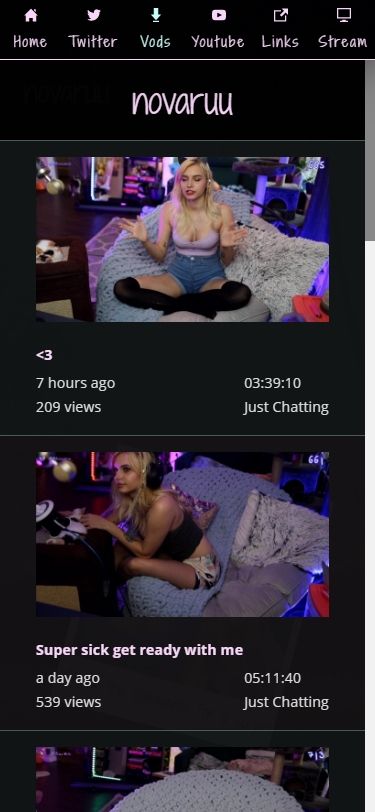 Home Twitter Vods Youtube Links Stream
novaruu
<3
7 hours ago 03:39:10
209 views Just Chatting
661
Super sick get ready with me
a day ago 05:11:40
539 views Just Chatting